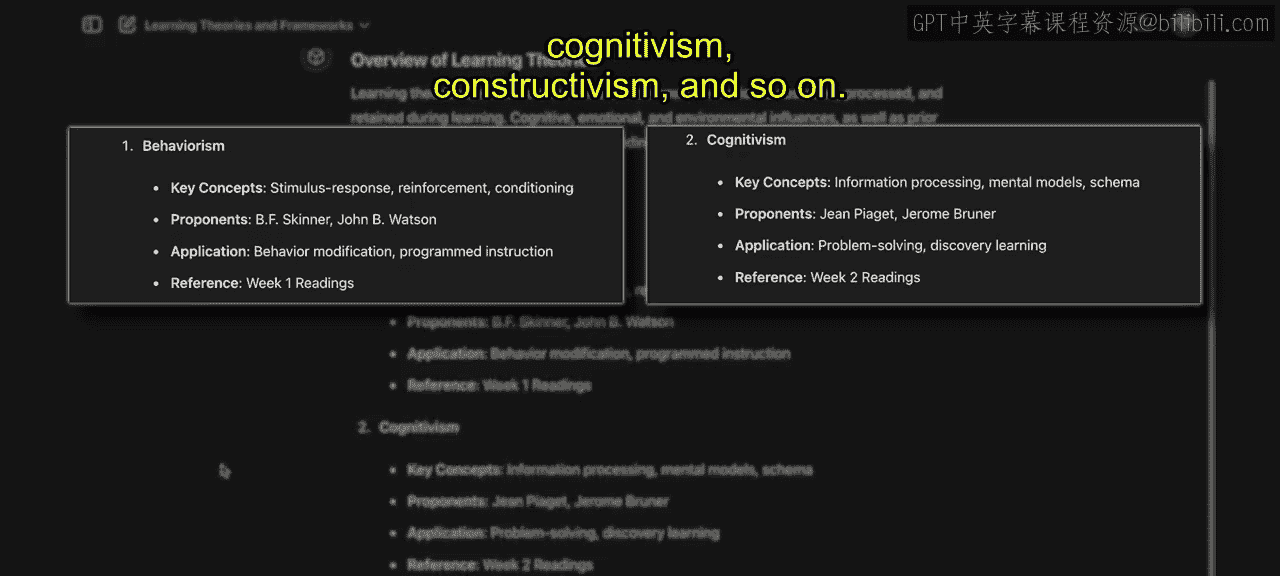 Learning Theories and Frameworks
GPT中英字幕课程资源@bilibili.com
cognitivism,
constructivism, and so on.
Overview of Learning
processed, and
retained during learning. Cognitive, emotional, and environmental influences, as well as prior
1. Behaviorism
• Key Concepts: Stimulus-response, reinforcement, conditioning
• Proponents: B.F. Skinner, John B. Watson
• Application: Behavior modification, programmed instruction
• Reference: Week 1 Readings
2. Cognitivism
• Key Concepts: Information processing, mental models, schema
• Proponents: Jean Piaget, Jerome Bruner
• Application: Problem-solving, discovery learning
• Reference: Week 2 Readings
• Proponents: B.F. Skinner, John B. Watson
• Application: Behavior modification, programmed instruction
• Reference: Week 1 Readings
2. Cognitivism
• Key Concepts: Information processing, mental models, schema
• Proponents: Jean Piaget, Jerome Bruner
• Application: Problem-solving, discovery learning
• Reference: Week 2 Readings